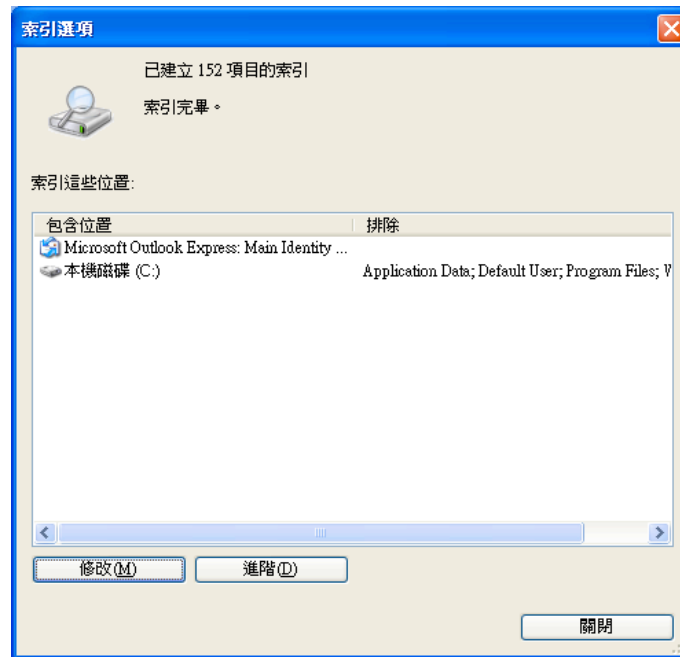 索引選項
已建立 152 項目的索引
索引完畢。
索引這些位置:
包含位置 排除
Microsoft Outlook Express: Main Identity ...
本機磁碟 (C:) Application Data; Default User; Program Files;
修改(M) 進階(D)
關閉